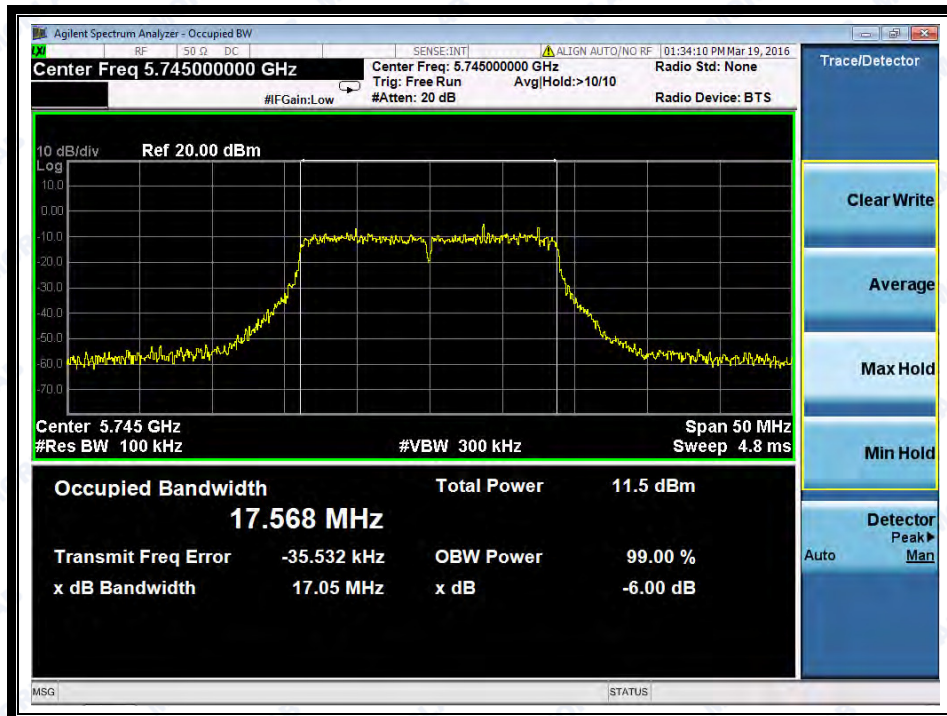 Agilent Spectrum Analyzer - Occupied BW
LXI RF 50 Ω DC SENSE:INT ALIGN AUTO/NO RF 01:34:10 PM Mar 19, 2016
Center Freq 5.745000000 GHz
Center Freq: 5.745000000 GHz Radio Std: None
Trig: Free Run Avg|Hold:>10/10
#IFGain:Low #Atten: 20 dB Radio Device: BTS
10 dB/div Ref 20.00 dBm
Log
10.0
0.00
-10.0
-20.0
-30.0
-40.0
-50.0
-60.0
-70.0
Center 5.745 GHz Span 50 MHz
#Res BW 100 kHz #VBW 300 kHz Sweep 4.8 ms
Occupied Bandwidth Total Power 11.5 dBm
17.568 MHz
Transmit Freq Error -35.532 kHz OBW Power 99.00 %
x dB Bandwidth 17.05 MHz x dB -6.00 dB
MSG STATUS
Trace/Detector
Clear Write
Average
Max Hold
Min Hold
Detector
Peak▶
Auto Man